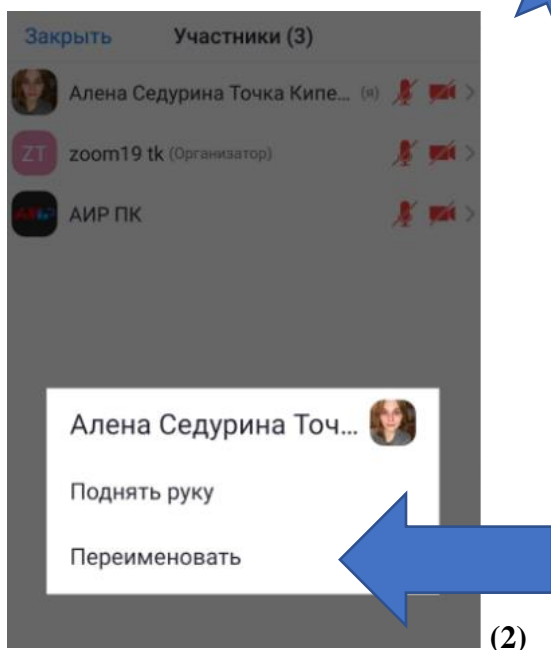 Закрыть Участники (3)
Алена Седурина Точка Кипе... (я)
ZT zoom19 tk (Организатор)
АИР ПК
Алена Седурина Точ...
Поднять руку
Переименовать
(2)